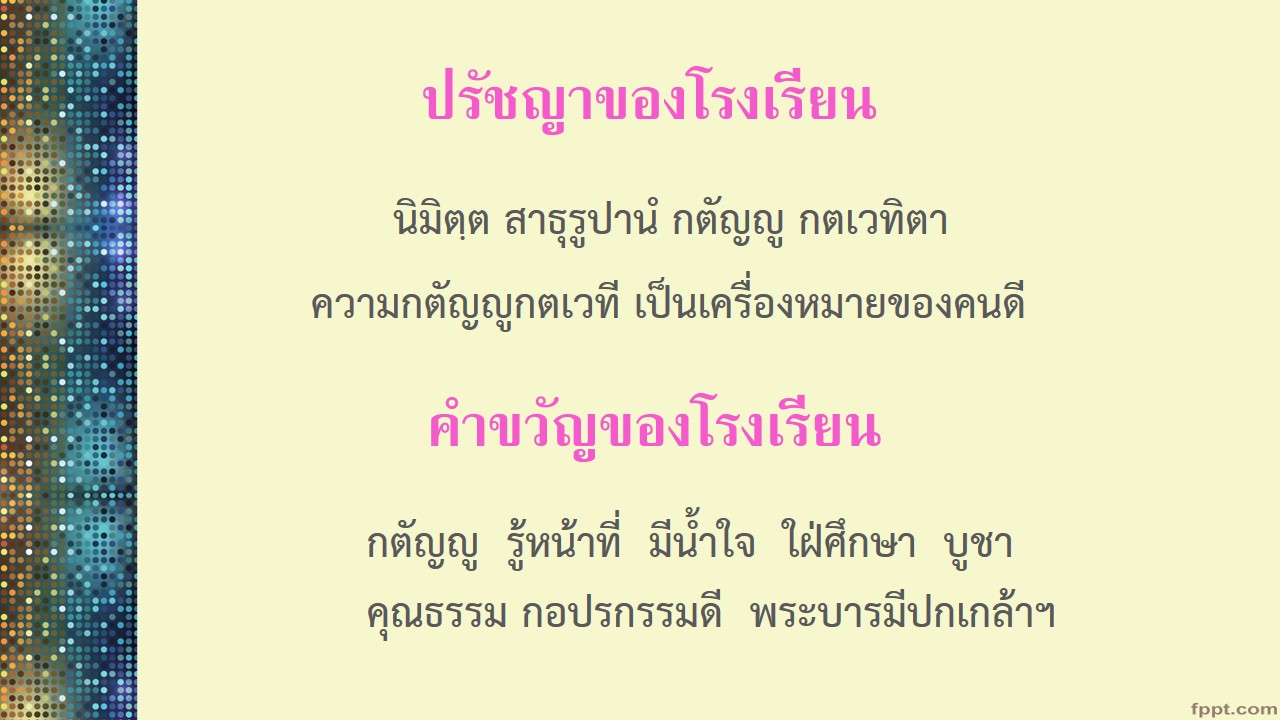 ปรัชญาของโรงเรียน
นิมิตฺต สาธุรูปานํ กตัญญู กตเวทิตา
ความกตัญญูกตเวที เป็นเครื่องหมายของคนดี
คำขวัญของโรงเรียน
กตัญญู รู้หน้าที่ มีน้ำใจ ใฝ่ศึกษา บูชา
คุณธรรม กอปรกรรมดี พระบารมีปกเกล้าฯ
fppt.com